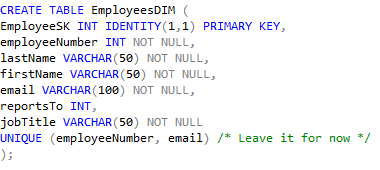 CREATE TABLE EmployeesDIM (
EmployeeSK INT IDENTITY(1,1) PRIMARY KEY,
employeeNumber INT NOT NULL,
lastName VARCHAR(50) NOT NULL,
firstName VARCHAR(50) NOT NULL,
email VARCHAR(100) NOT NULL,
reportsTo INT,
jobTitle VARCHAR(50) NOT NULL
UNIQUE (employeeNumber, email) /* Leave it for now */
);